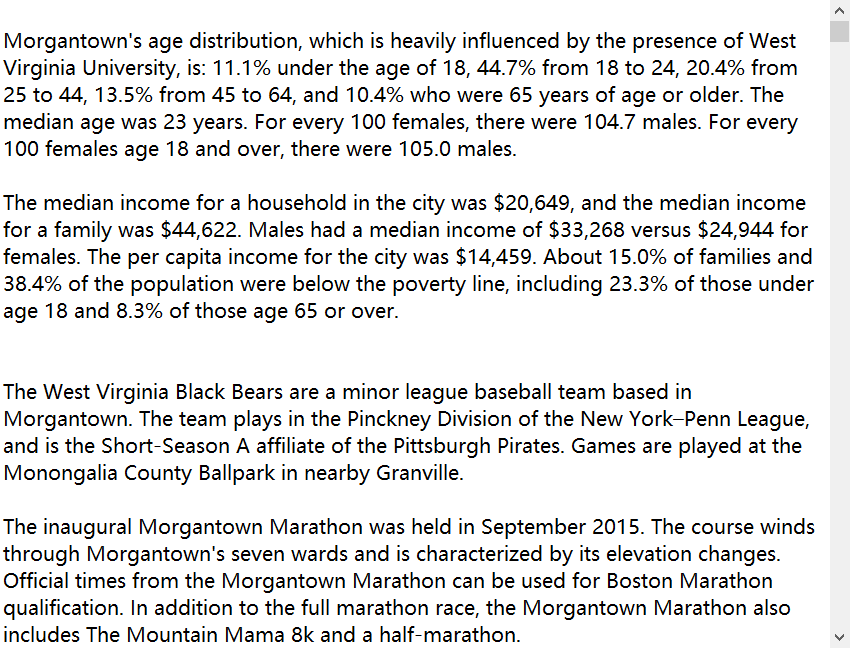 Morgantown's age distribution, which is heavily influenced by the presence of West
Virginia University, is: 11.1% under the age of 18, 44.7% from 18 to 24, 20.4% from
25 to 44, 13.5% from 45 to 64, and 10.4% who were 65 years of age or older. The
median age was 23 years. For every 100 females, there were 104.7 males. For every
100 females age 18 and over, there were 105.0 males.
The median income for a household in the city was $20,649, and the median income
for a family was $44,622. Males had a median income of $33,268 versus $24,944 for
females. The per capita income for the city was $14,459. About 15.0% of families and
38.4% of the population were below the poverty line, including 23.3% of those under
age 18 and 8.3% of those age 65 or over.
The West Virginia Black Bears are a minor league baseball team based in
Morgantown. The team plays in the Pinckney Division of the New York–Penn League,
and is the Short-Season A affiliate of the Pittsburgh Pirates. Games are played at the
Monongalia County Ballpark in nearby Granville.
The inaugural Morgantown Marathon was held in September 2015. The course winds
through Morgantown's seven wards and is characterized by its elevation changes.
Official times from the Morgantown Marathon can be used for Boston Marathon
qualification. In addition to the full marathon race, the Morgantown Marathon also
includes The Mountain Mama 8k and a half-marathon.